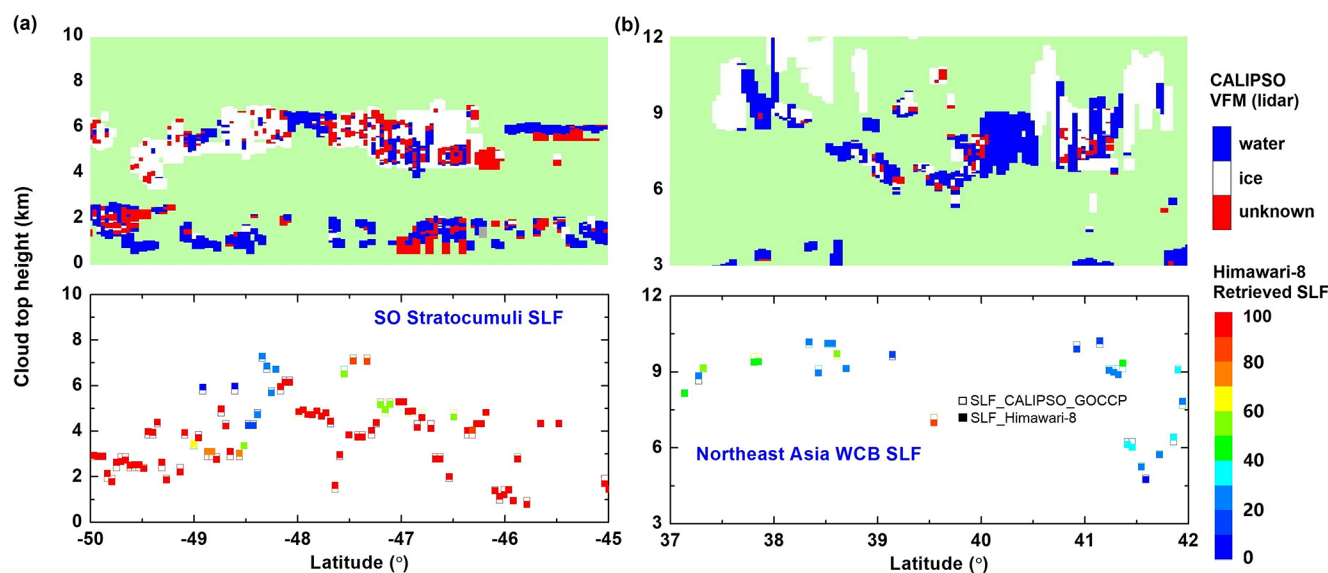 (a)
(b)
10
8
6
4
2
0
12
9
6
3
CALIPSO
VFM (lidar)
water
ice
unknown
Cloud top height (km)
10
8
6
4
2
0
SO Stratocumuli SLF
-50
-49
-48
-47
-46
-45
Latitude (°)
12
9
6
3
SLF_CALIPSO_GOCCP
SLF_Himawari-8
Northeast Asia WCB SLF
37
38
39
40
41
42
Latitude (°)
Himawari-8
Retrieved SLF
100
80
60
40
20
0